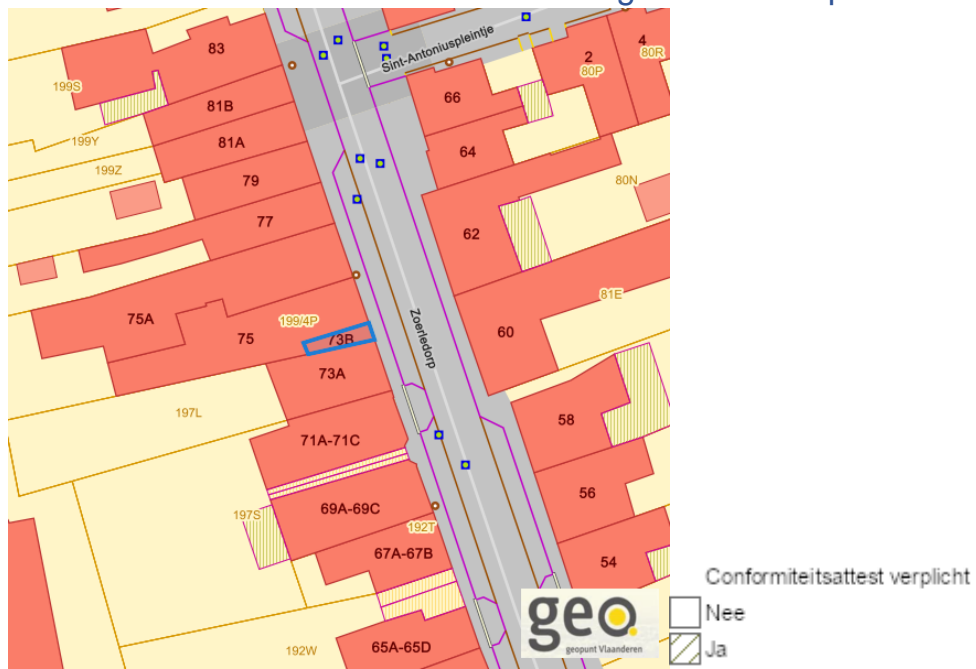 83
Sint-Antoniuspleintje
2
4
80P
80R
199S
66
81B
199Y
81A
64
199Z
79
80N
77
62
81E
75A
199/4P
75
73B
Zoerledorp
60
73A
197L
58
71A-71C
56
69A-69C
197S
192T
67A-67B
54
192W
65A-65D
geo.
geopunt Vlaanderen
Conformiteitsattest verplicht
Nee
Ja